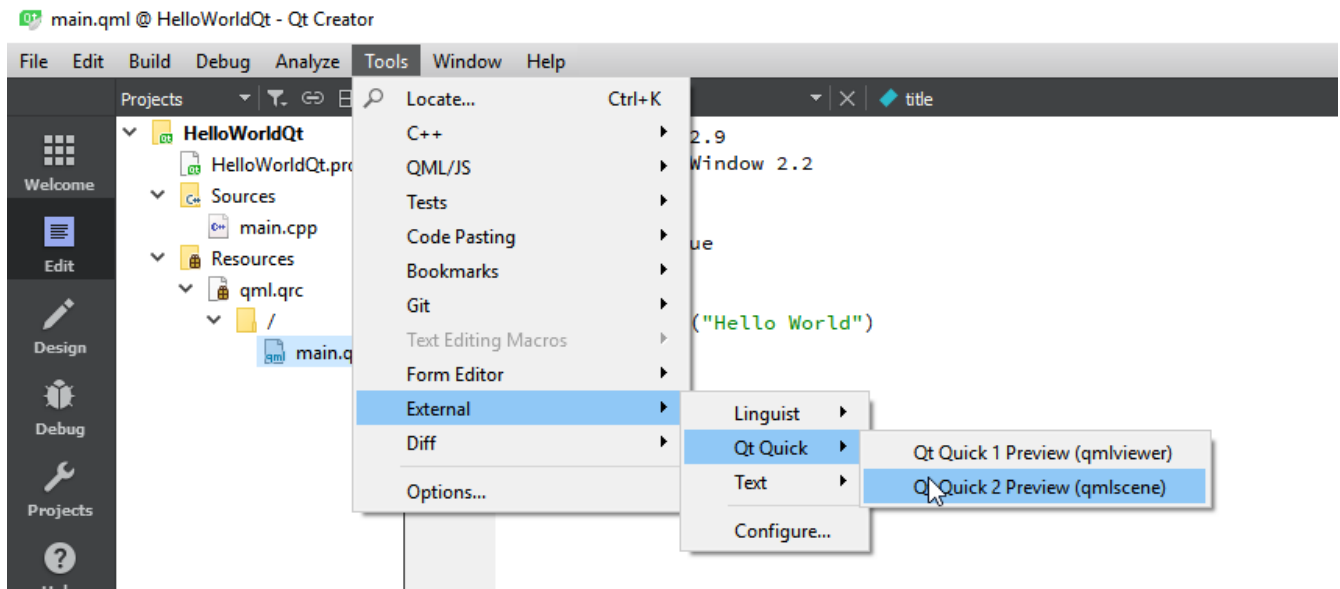 main.qml @ HelloWorldQt - Qt Creator
File Edit Build Debug Analyze Tools Window Help
Projects
title
Welcome
Edit
Design
Debug
Projects
HelloWorldQt
HelloWorldQt.pro
Sources
main.cpp
Resources
qml.qrc
/
main.q
Locate... Ctrl+K
C++
QML/JS
Tests
Code Pasting
Bookmarks
Git
Text Editing Macros
Form Editor
External
Diff
Options...
Linguist
Qt Quick
Text
Configure...
Qt Quick 1 Preview (qmlviewer)
Qt Quick 2 Preview (qmlscene)
2.9
Window 2.2
ue
("Hello World")